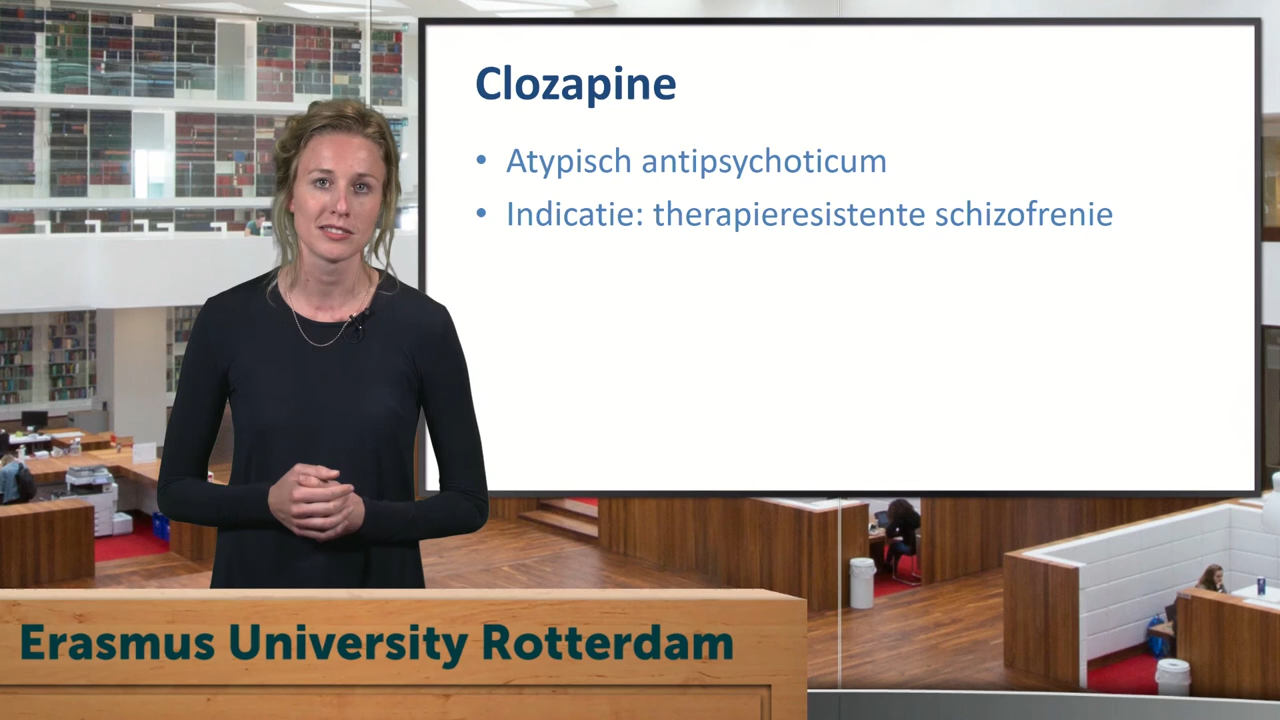 Clozapine
• Atypisch antipsychoticum
• Indicatie: therapieresistente schizofrenie
Erasmus University Rotterdam